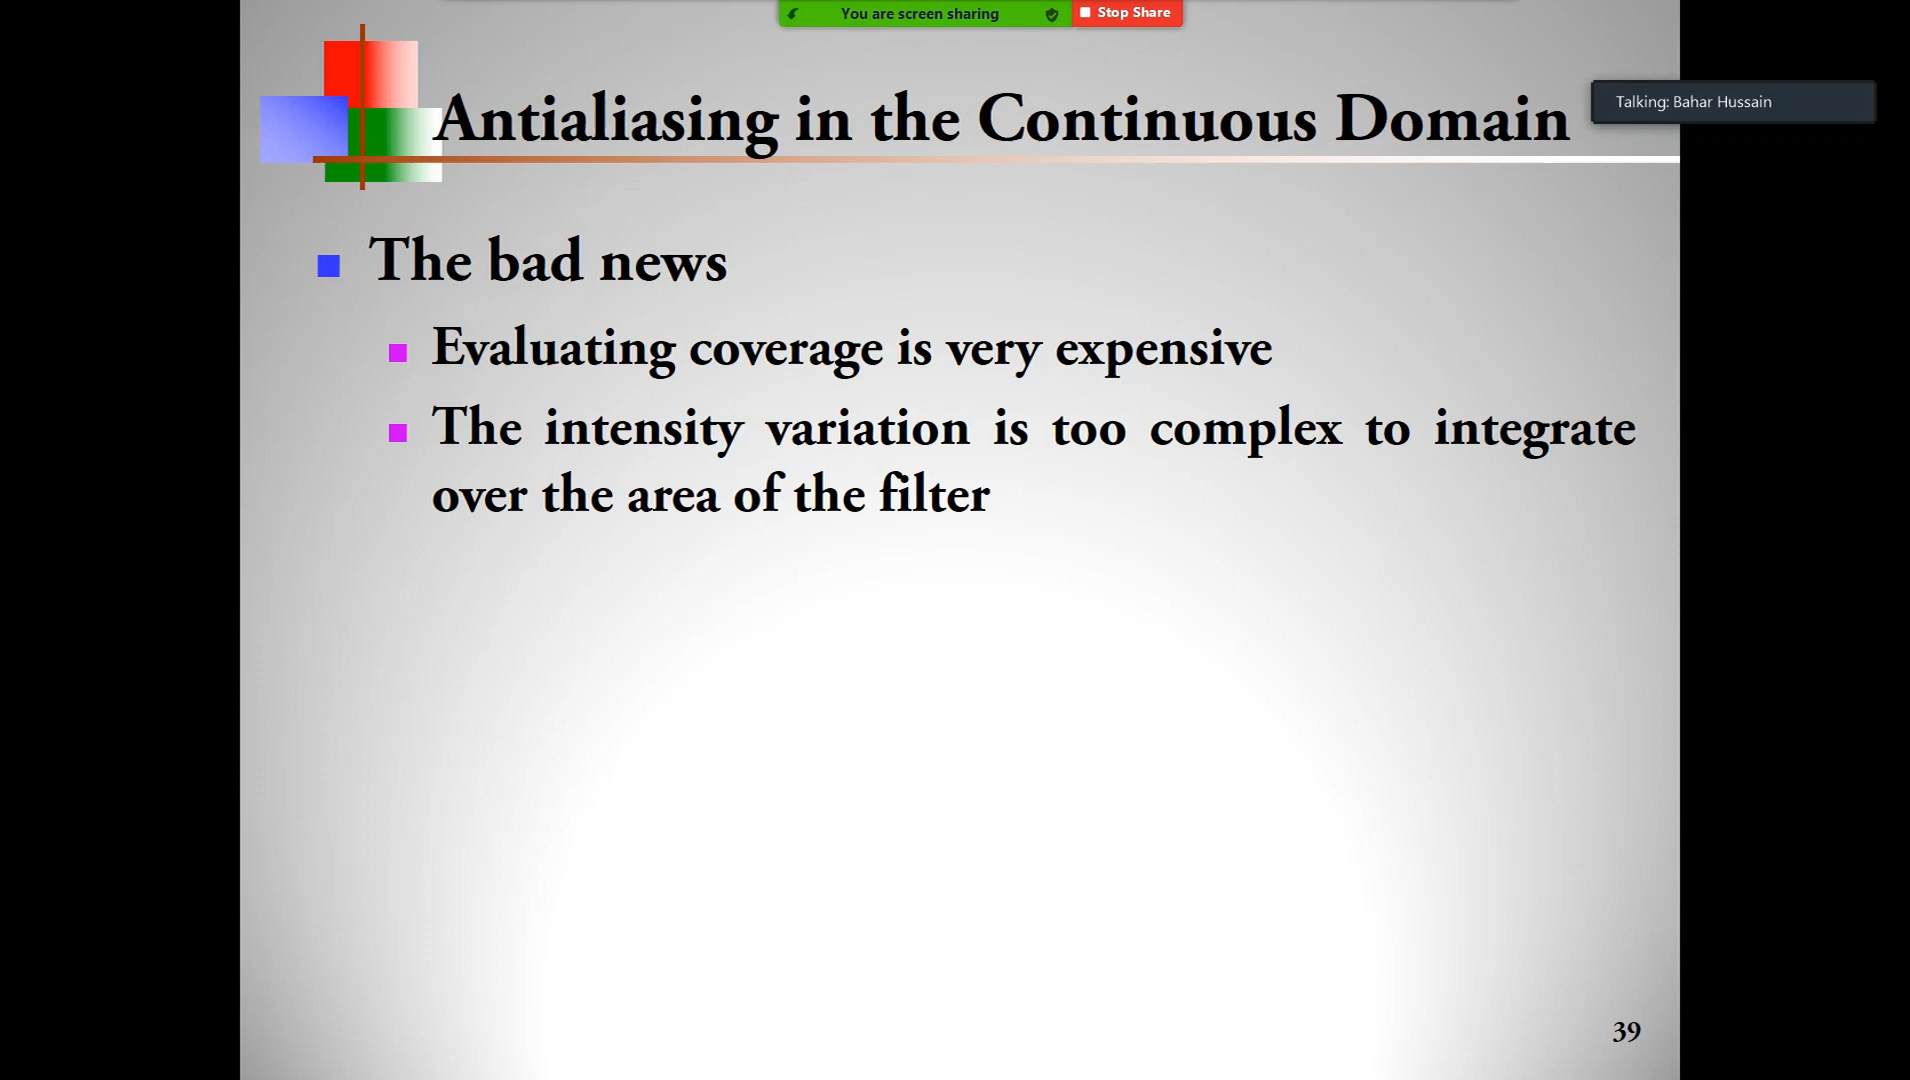 You are screen sharing
Stop Share
Antialiasing in the Continuous Domain
Talking: Bahar Hussain
The bad news
Evaluating coverage is very expensive
The intensity variation is too complex to integrate
over the area of the filter
39